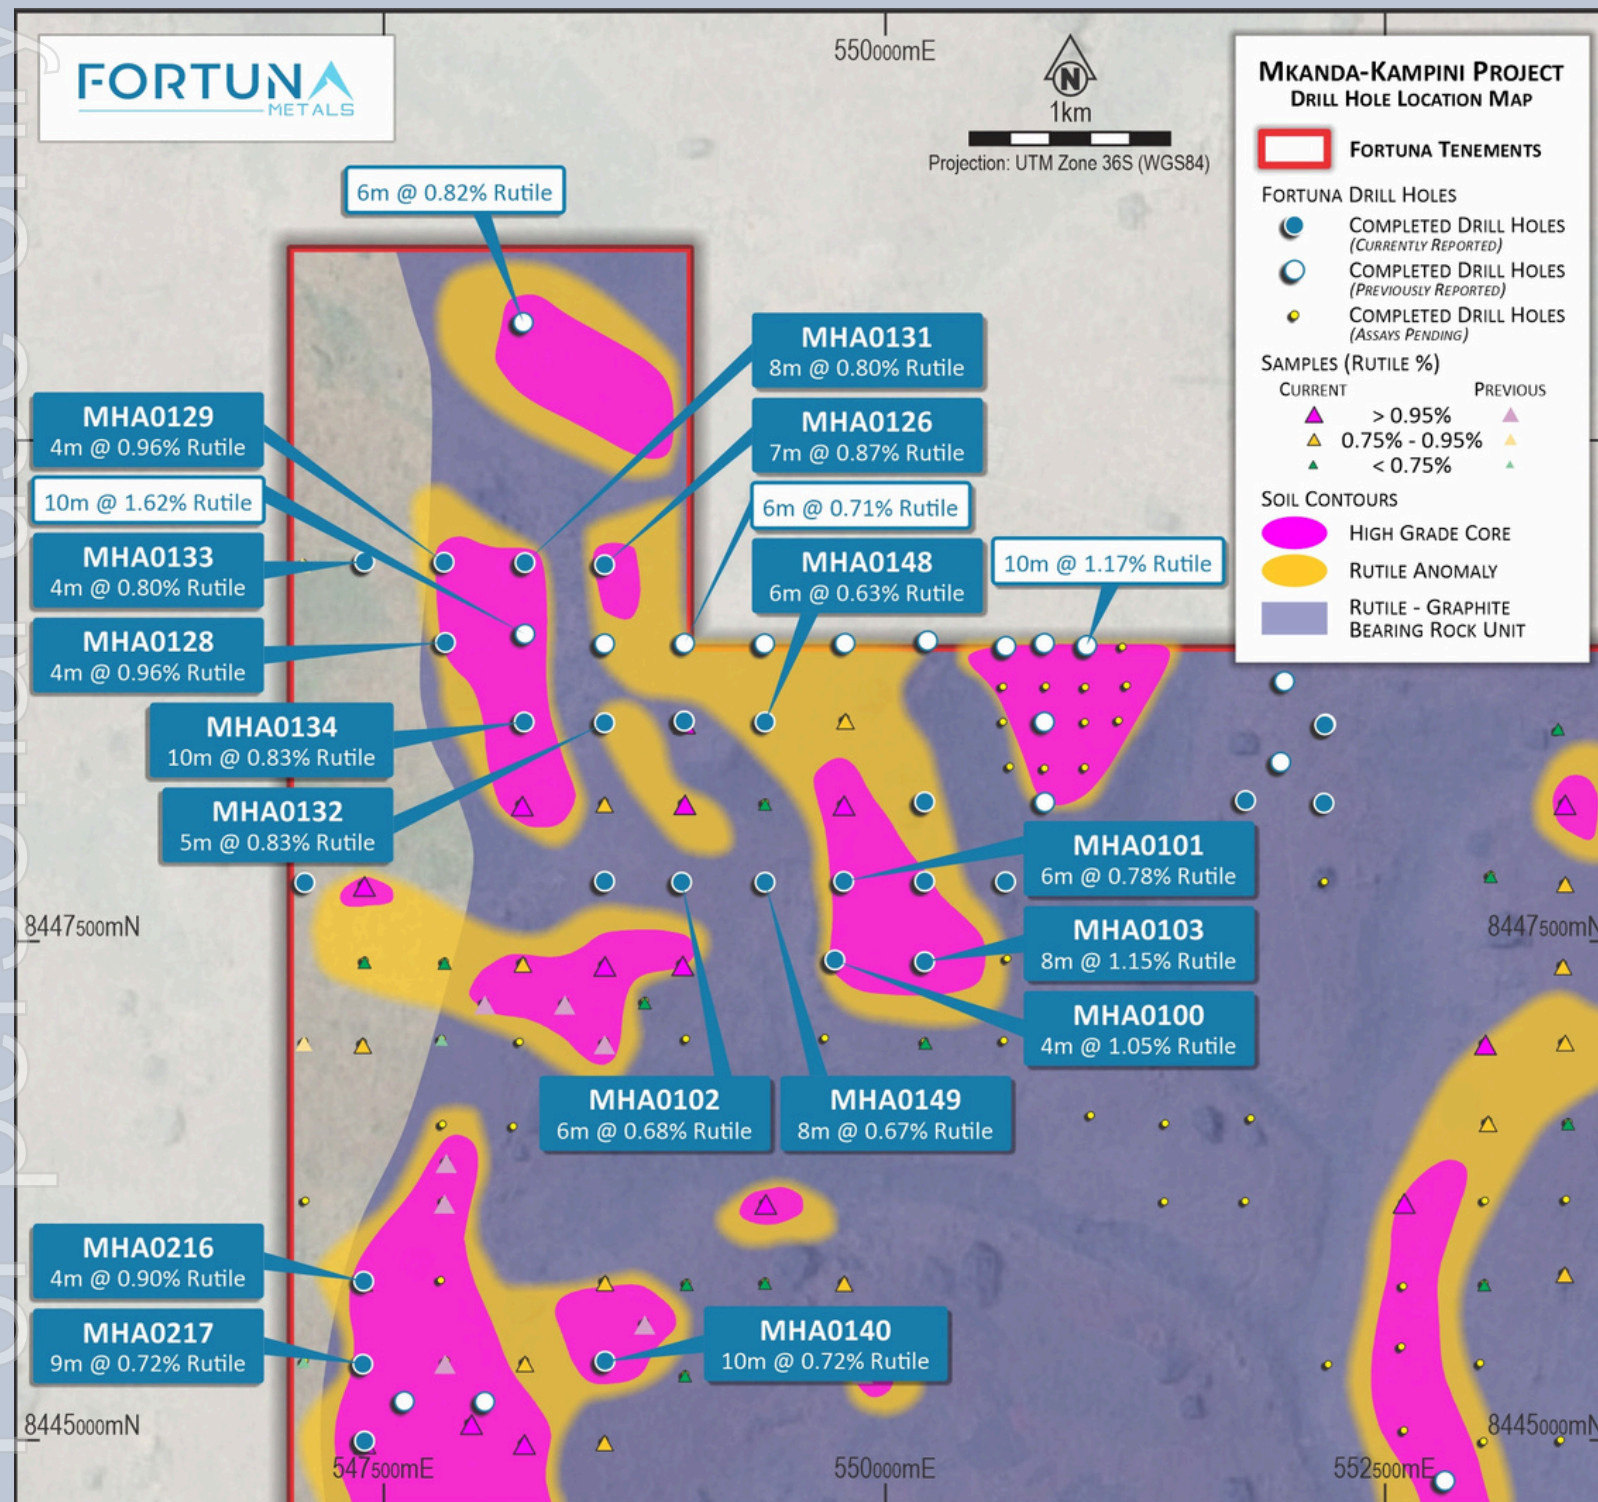 For personal use only
FORTUNA
METALS
550000mE
N
1km
Projection: UTM Zone 36S (WGS84)
MKANDA-KAMPINI PROJECT
DRILL HOLE LOCATION MAP
FORTUNA TENEMENTS
FORTUNA DRILL HOLES
COMPLETED DRILL HOLES
(CURRENTLY REPORTED)
COMPLETED DRILL HOLES
(PREVIOUSLY REPORTED)
COMPLETED DRILL HOLES
(ASSAYS PENDING)
SAMPLES (RUTILE %)
CURRENT PREVIOUS
> 0.95%
0.75% - 0.95%
< 0.75%
SOIL CONTOURS
HIGH GRADE CORE
RUTILE ANOMALY
RUTILE - GRAPHITE
BEARING ROCK UNIT
6m @ 0.82% Rutile
MHA0131
8m @ 0.80% Rutile
MHA0129
4m @ 0.96% Rutile
MHA0126
7m @ 0.87% Rutile
10m @ 1.62% Rutile
6m @ 0.71% Rutile
MHA0133
4m @ 0.80% Rutile
MHA0148
6m @ 0.63% Rutile
10m @ 1.17% Rutile
MHA0128
4m @ 0.96% Rutile
MHA0134
10m @ 0.83% Rutile
MHA0132
5m @ 0.83% Rutile
MHA0101
6m @ 0.78% Rutile
8447500mN
8447500mN
MHA0103
8m @ 1.15% Rutile
MHA0100
4m @ 1.05% Rutile
MHA0102
6m @ 0.68% Rutile
MHA0149
8m @ 0.67% Rutile
MHA0216
4m @ 0.90% Rutile
MHA0217
9m @ 0.72% Rutile
MHA0140
10m @ 0.72% Rutile
8445000mN
8445000mN
547500mE
550000mE
552500mE